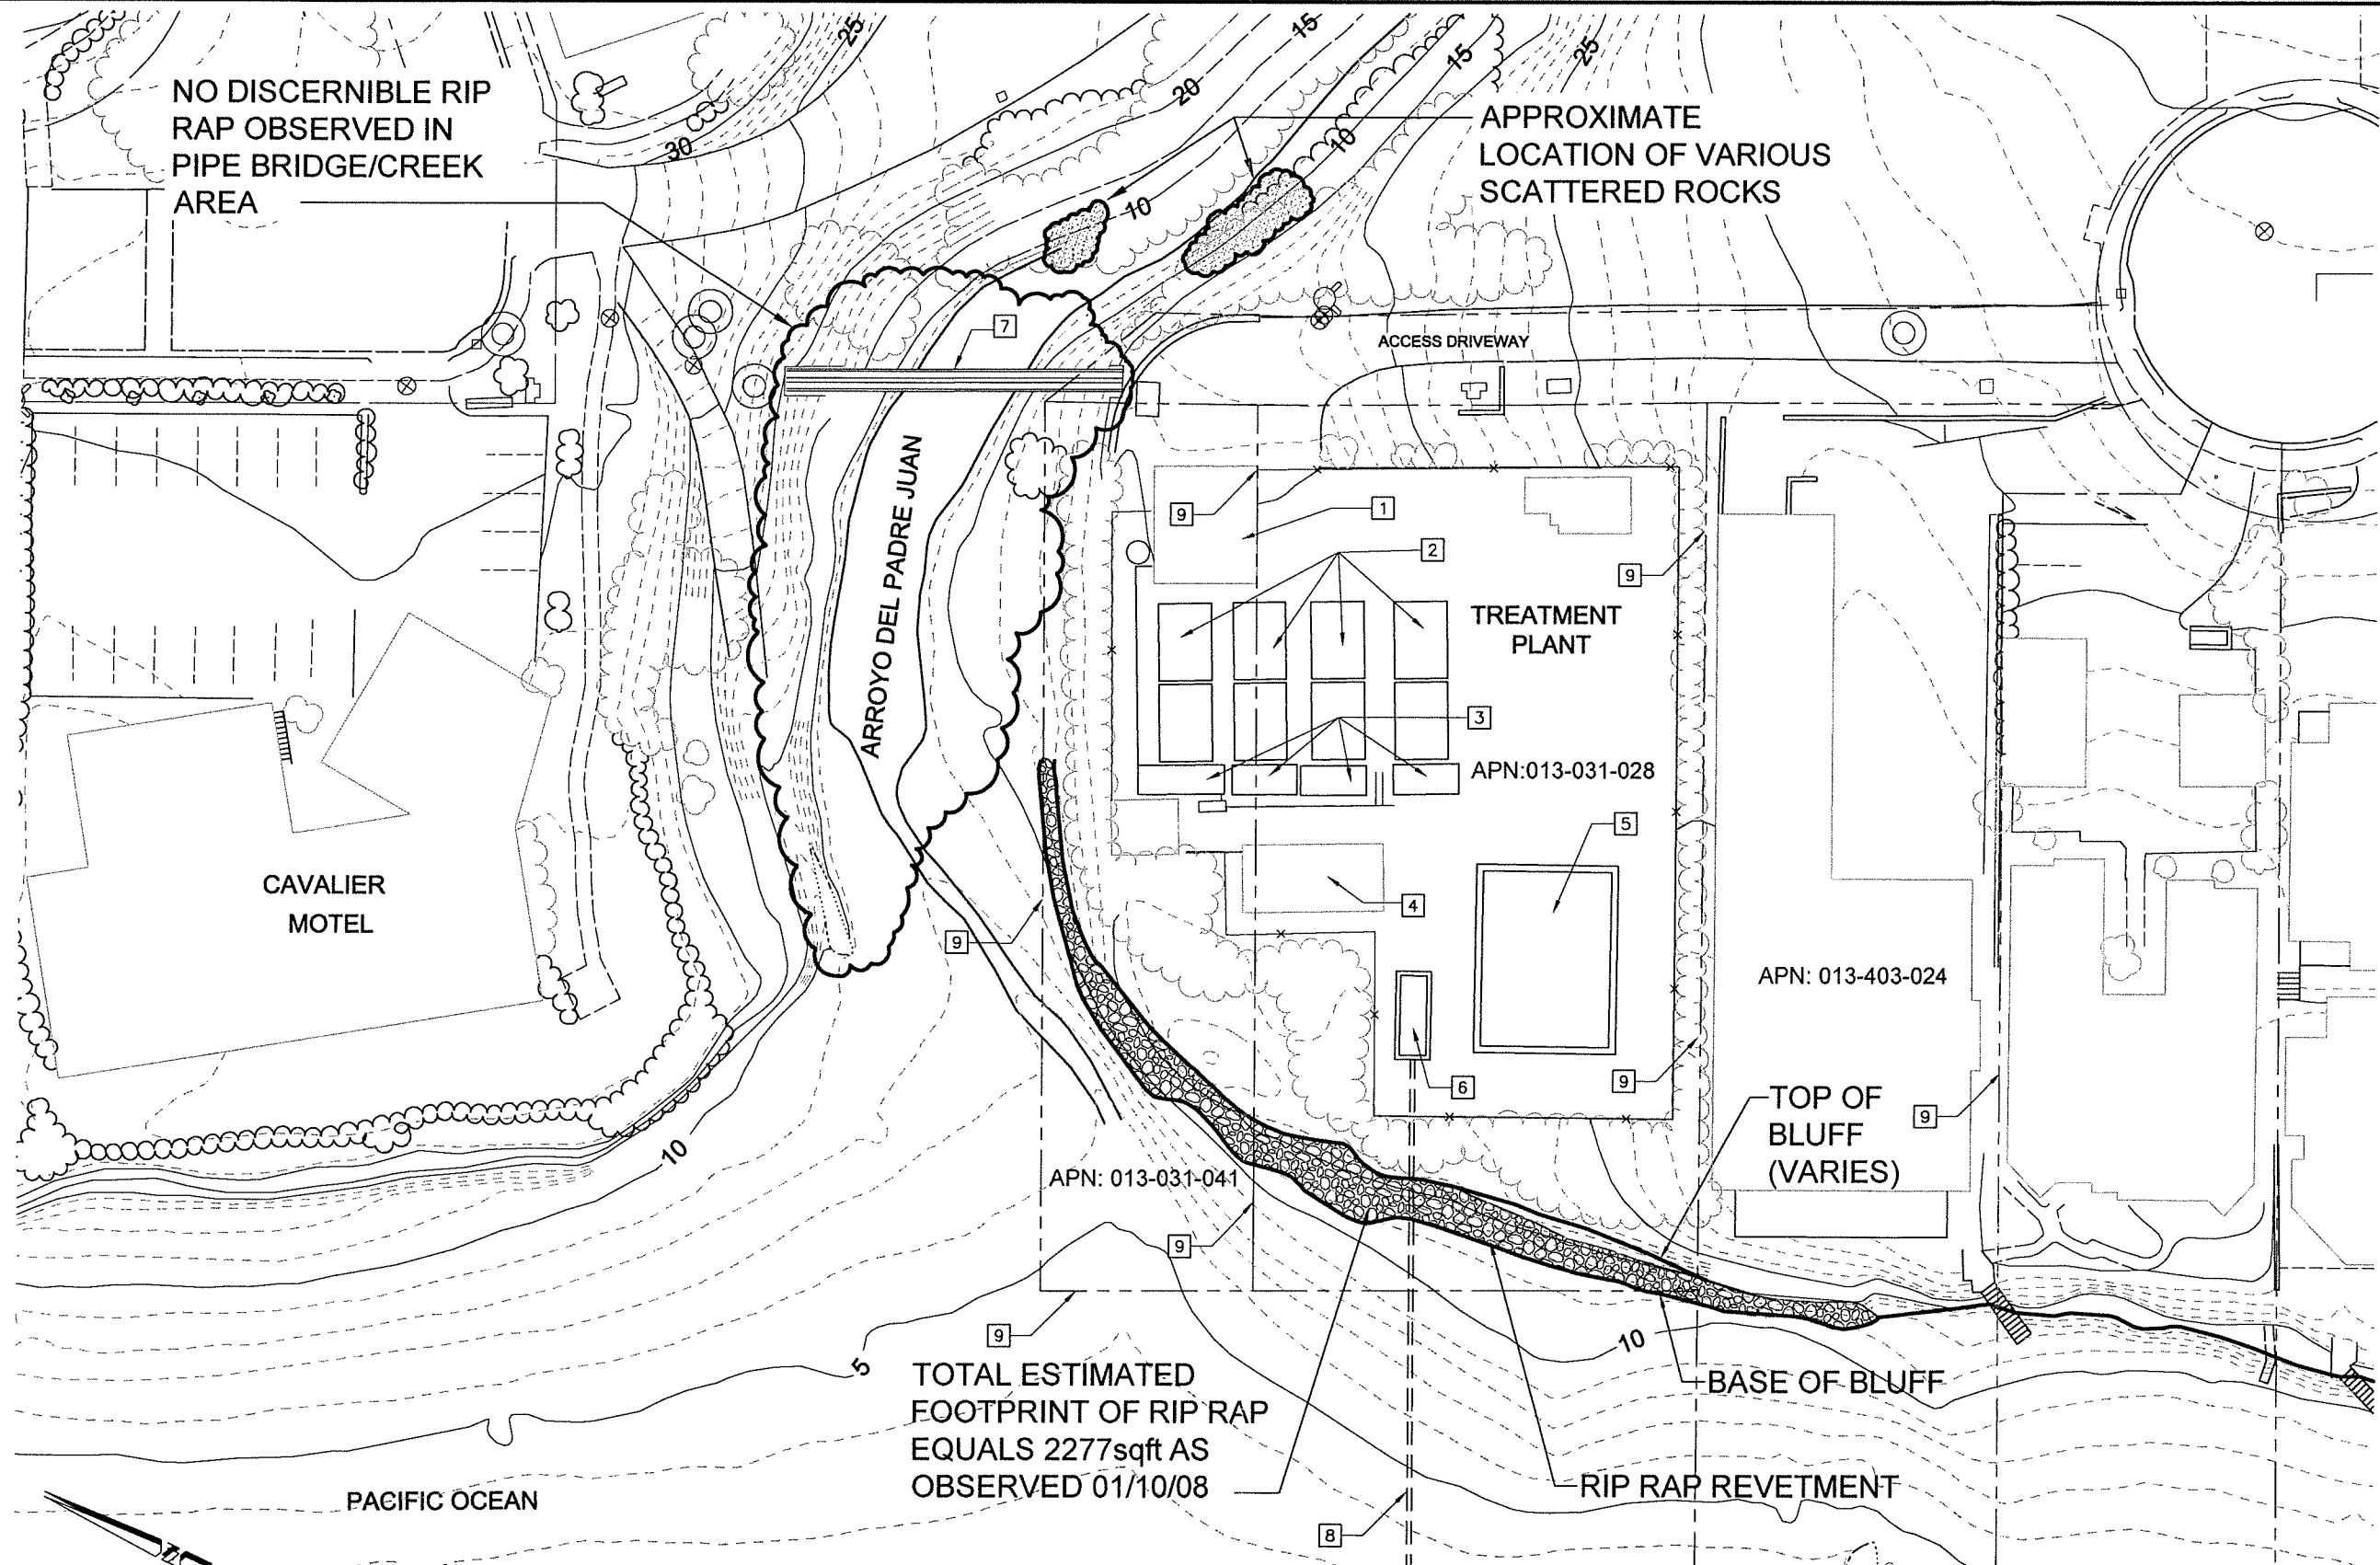 25
15
15
25
NO DISCERNIBLE RIP
RAP OBSERVED IN
PIPE BRIDGE/CREEK
AREA
30
20
10
10
APPROXIMATE
LOCATION OF VARIOUS
SCATTERED ROCKS
7
ACCESS DRIVEWAY
ARROYO DEL PADRE JUAN
9
1
2
9
TREATMENT
PLANT
3
APN:013-031-028
5
4
CAVALIER
MOTEL
9
APN: 013-403-024
6
9
TOP OF
BLUFF
(VARIES)
9
10
APN: 013-031-041
9
9
5
10
TOTAL ESTIMATED
FOOTPRINT OF RIP RAP
EQUALS 2277sqft AS
OBSERVED 01/10/08
BASE OF BLUFF
RIP RAP REVETMENT
PACIFIC OCEAN
8
N